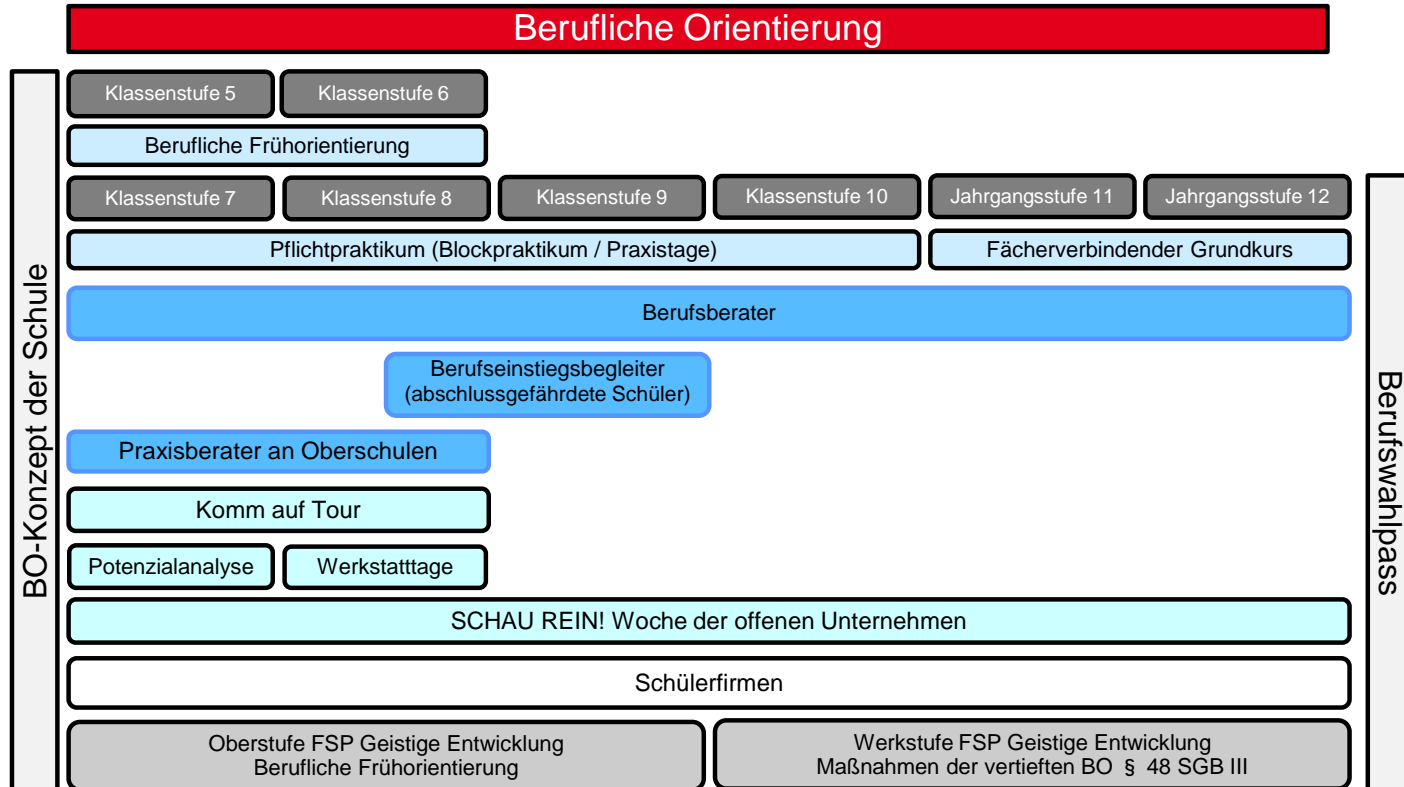 Berufliche Orientierung
BO-Konzept der Schule
Klassenstufe 5
Klassenstufe 6
Berufliche Frühorientierung
Klassenstufe 7
Klassenstufe 8
Klassenstufe 9
Klassenstufe 10
Jahrgangsstufe 11
Jahrgangsstufe 12
Pflichtpraktikum (Blockpraktikum / Praxistage)
Fächerverbindender Grundkurs
Berufsberater
Berufseinstiegsbegleiter
(abschlussgefährdete Schüler)
Praxisberater an Oberschulen
Komm auf Tour
Potenzialanalyse
Werkstatttage
SCHAU REIN! Woche der offenen Unternehmen
Schülerfirmen
Oberstufe FSP Geistige Entwicklung
Berufliche Frühorientierung
Werkstufe FSP Geistige Entwicklung
Maßnahmen der vertieften BO § 48 SGB III
Berufswahlpass